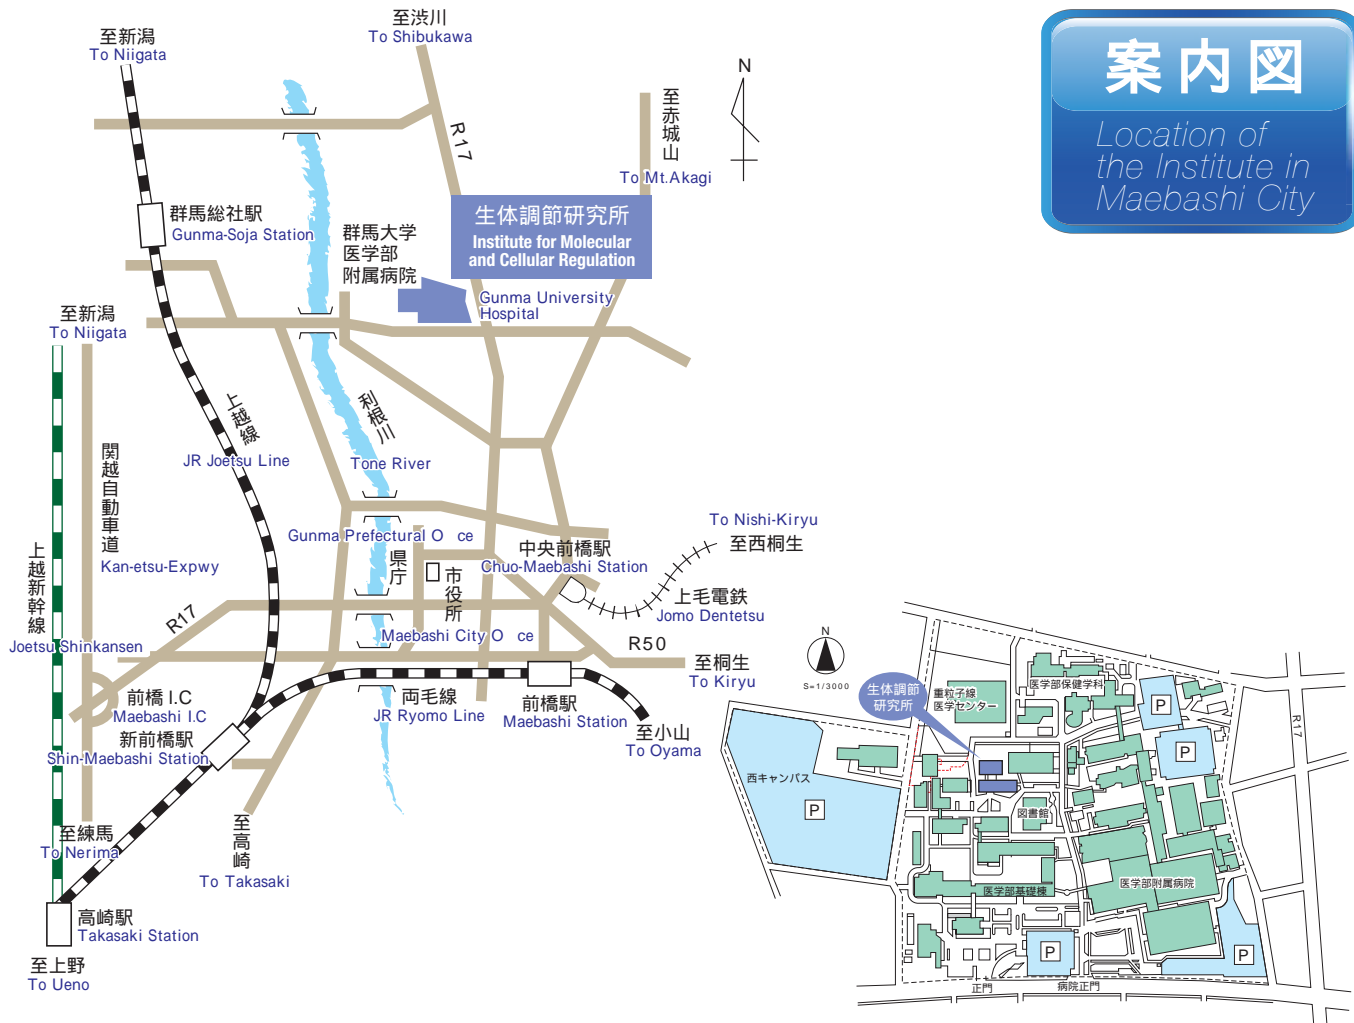 案内図
Location of
the Institute in
Maebashi City
至渋川
To Shibukawa
至新潟
To Niigata
N
R17
至赤城山
To Mt.Akagi
群馬総社駅
Gunma-Soja Station
群馬大学
医学部
附属病院
生体調節研究所
Institute for Molecular
and Cellular Regulation
Gunma University
Hospital
至新潟
To Niigata
上越線
JR Joetsu Line
利根川
Tone River
関越自動車道
Kan-etsu-Expwy
上越新幹線
Joetsu Shinkansen
Gunma Prefectural O ce
県庁
市役所
Maebashi City O ce
中央前橋駅
Chuo-Maebashi Station
To Nishi-Kiryu
至西桐生
上毛電鉄
Jomo Dentetsu
R17
R50
至桐生
To Kiryu
前橋 I.C
Maebashi I.C
新前橋駅
Shin-Maebashi Station
両毛線
JR Ryomo Line
前橋駅
Maebashi Station
至小山
To Oyama
至練馬
To Nerima
至高崎
To Takasaki
高崎駅
Takasaki Station
至上野
To Ueno
N
S=1/3000
生体調節
研究所
重粒子線
医学センター
医学部保健学科
P
P
R17
西キャンパス
P
図書館
医学部基礎棟
医学部附属病院
P
P
正門
病院正門